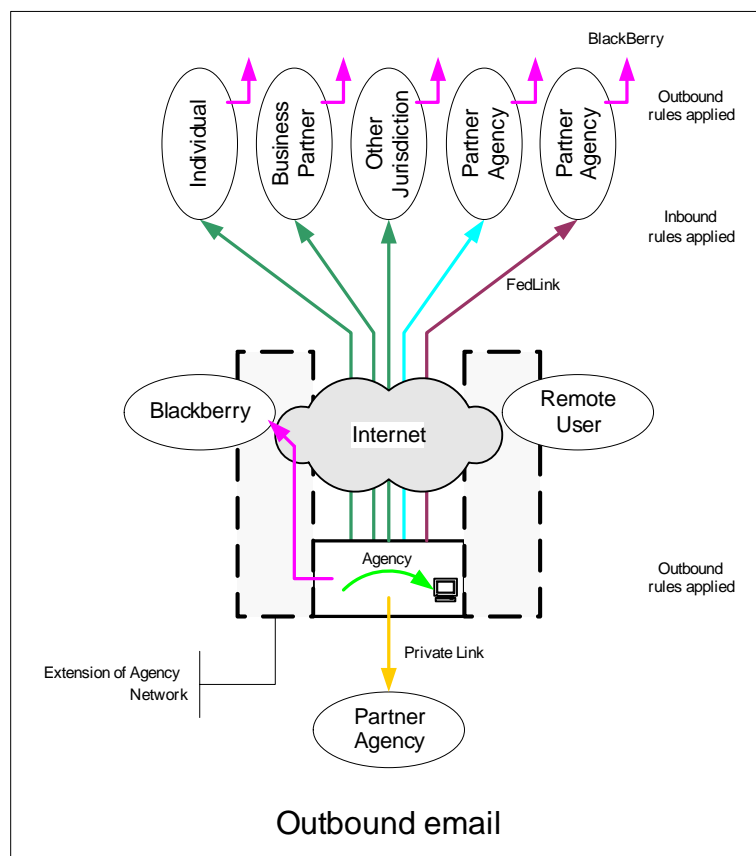 BlackBerry
Outbound
rules applied
Individual
Business
Partner
Other
Jurisdiction
Partner
Agency
Partner
Agency
Inbound
rules applied
FedLink
Blackberry
Internet
Remote
User
Agency
Outbound
rules applied
Private Link
Extension of Agency
Network
Partner
Agency
Outbound email